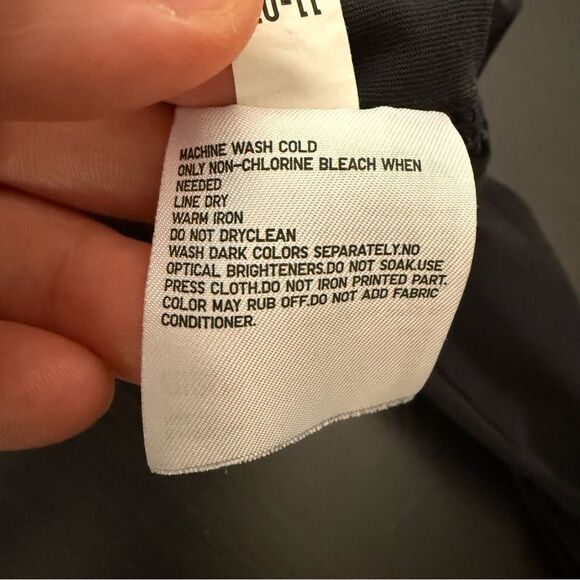 MACHINE WASH COLD
ONLY NON-CHLORINE BLEACH WHEN
NEEDED
LINE DRY
WARM IRON
DO NOT DRYCLEAN
WASH DARK COLORS SEPARATELY.NO
OPTICAL BRIGHTENERS.DO NOT SOAK.USE
PRESS CLOTH.DO NOT IRON PRINTED PART.
COLOR MAY RUB OFF.DO NOT ADD FABRIC
CONDITIONER.